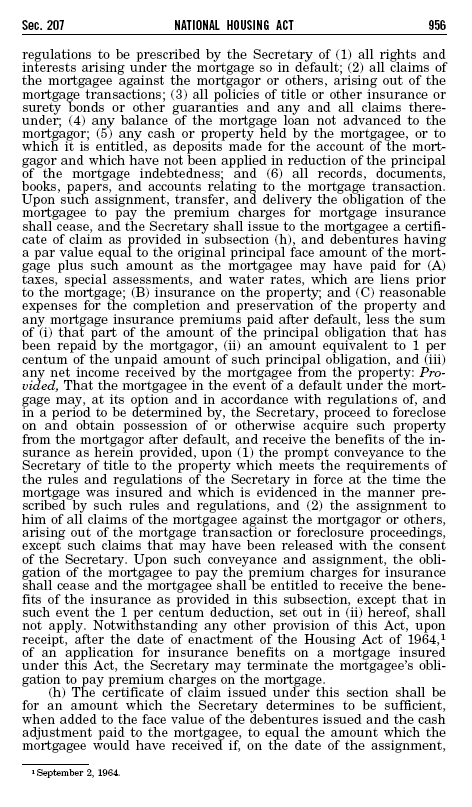 Sec. 207 NATIONAL HOUSING ACT 956
regulations to be prescribed by the Secretary of (1) all rights and
interests arising under the mortgage so in default; (2) all claims of
the mortgagee against the mortgagor or others, arising out of the
mortgage transactions; (3) all policies of title or other insurance or
surety bonds or other guaranties and any and all claims there-
under; (4) any balance of the mortgage loan not advanced to the
mortgagor; (5) any cash or property held by the mortgagee, or to
which it is entitled, as deposits made for the account of the mort-
gagor and which have not been applied in reduction of the principal
of the mortgage indebtedness; and (6) all records, documents,
books, papers, and accounts relating to the mortgage transaction.
Upon such assignment, transfer, and delivery the obligation of the
mortgagee to pay the premium charges for mortgage insurance
shall cease, and the Secretary shall issue to the mortgagee a certifi-
cate of claim as provided in subsection (h), and debentures having
a par value equal to the original principal face amount of the mort-
gage plus such amount as the mortgagee may have paid for (A)
taxes, special assessments, and water rates, which are liens prior
to the mortgage; (B) insurance on the property; and (C) reasonable
expenses for the completion and preservation of the property and
any mortgage insurance premiums paid after default, less the sum
of (i) that part of the amount of the principal obligation that has
been repaid by the mortgagor, (ii) an amount equivalent to 1 per
centum of the unpaid amount of such principal obligation, and (iii)
any net income received by the mortgagee from the property: Pro-
vided, That the mortgagee in the event of a default under the mort-
gage may, at its option and in accordance with regulations of, and
in a period to be determined by, the Secretary, proceed to foreclose
on and obtain possession of or otherwise acquire such property
from the mortgagor after default, and receive the benefits of the in-
surance as herein provided, upon (1) the prompt conveyance to the
Secretary of title to the property which meets the requirements of
the rules and regulations of the Secretary in force at the time the
mortgage was insured and which is evidenced in the manner pre-
scribed by such rules and regulations, and (2) the assignment to
him of all claims of the mortgagee against the mortgagor or others,
arising out of the mortgage transaction or foreclosure proceedings,
except such claims that may have been released with the consent
of the Secretary. Upon such conveyance and assignment, the obli-
gation of the mortgagee to pay the premium charges for insurance
shall cease and the mortgagee shall be entitled to receive the bene-
fits of the insurance as provided in this subsection, except that in
such event the 1 per centum deduction, set out in (ii) hereof, shall
not apply. Notwithstanding any other provision of this Act, upon
receipt, after the date of enactment of the Housing Act of 1964,¹
of an application for insurance benefits on a mortgage insured
under this Act, the Secretary may terminate the mortgagee's obli-
gation to pay premium charges on the mortgage.
(h) The certificate of claim issued under this section shall be
for an amount which the Secretary determines to be sufficient,
when added to the face value of the debentures issued and the cash
adjustment paid to the mortgagee, to equal the amount which the
mortgagee would have received if, on the date of the assignment,
¹ September 2, 1964.